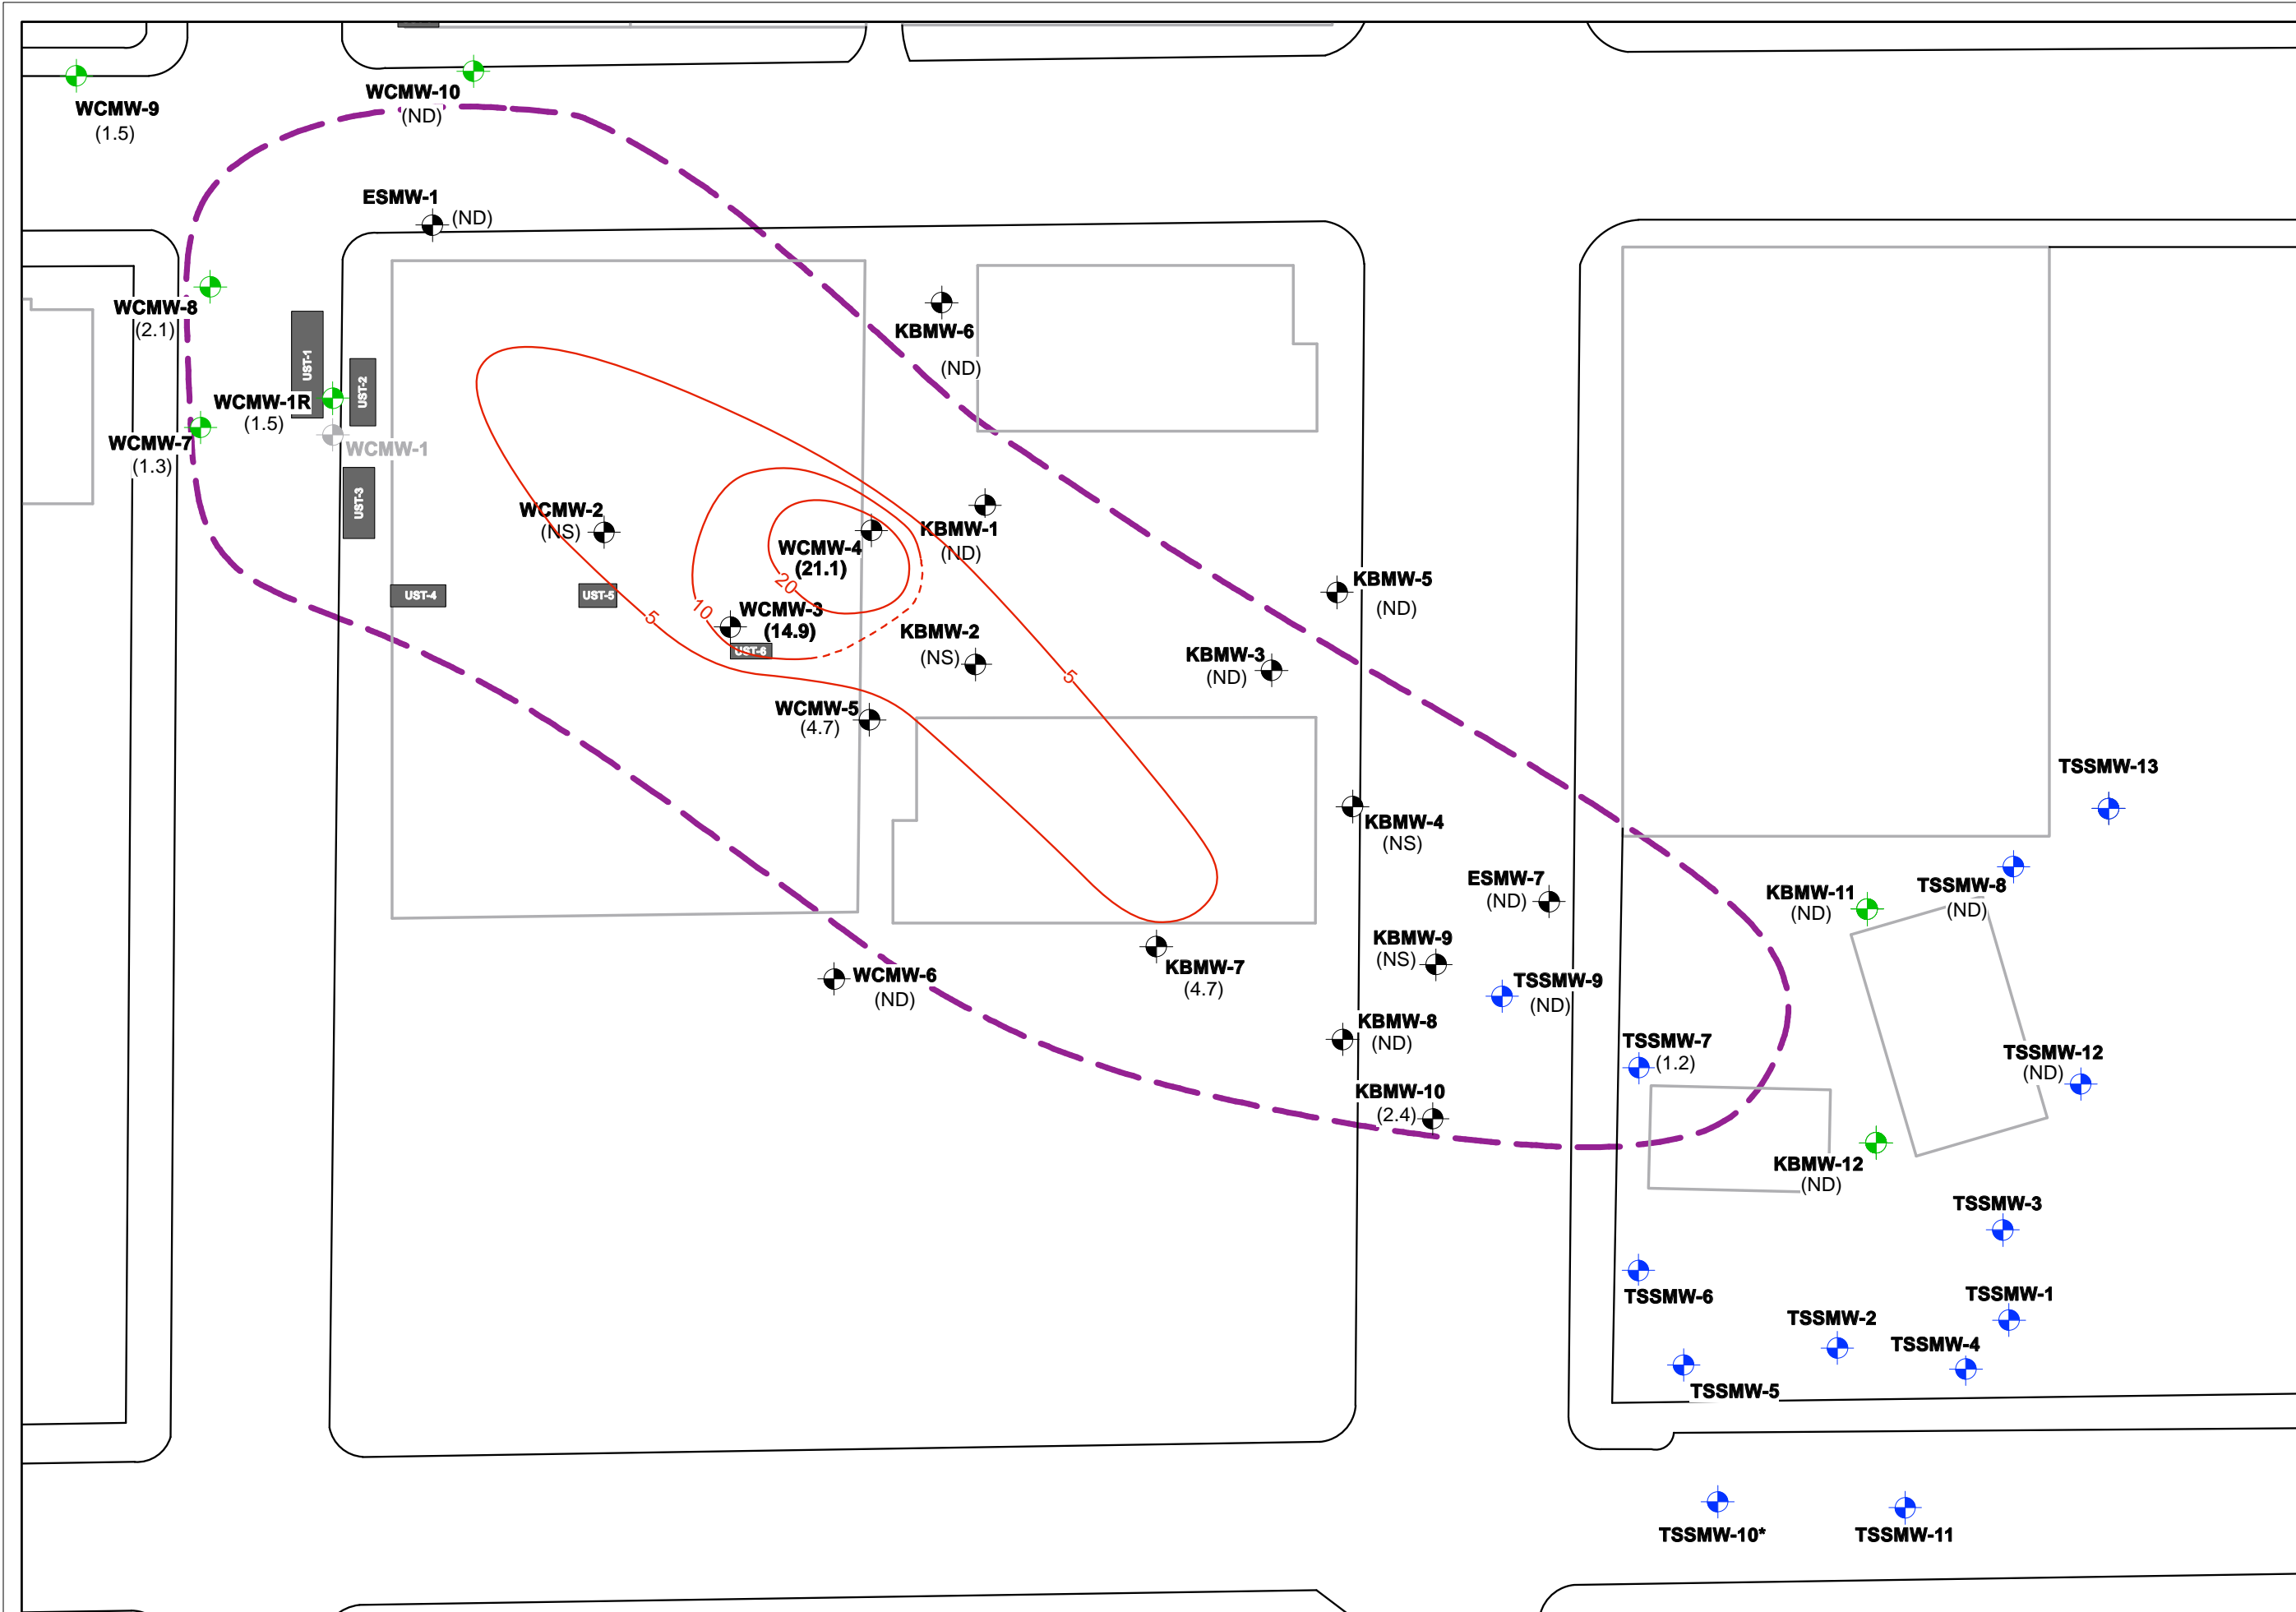 WCMW-9
(1.5)
WCMW-10
(ND)
ESMW-1
(ND)
WCMW-8
(2.1)
UST-1
UST-2
WCMW-1R
(1.5)
WCMW-7
(1.3)
WCMW-1
UST-3
KBMW-6
(ND)
WCMW-2
(NS)
WCMW-4
(21.1)
20
KBMW-1
(ND)
UST-4
UST-5
5
10
WCMW-3
(14.9)
UST-6
KBMW-2
(NS)
5
KBMW-5
(ND)
KBMW-3
(ND)
WCMW-5
(4.7)
KBMW-4
(NS)
TSSMW-13
ESMW-7
(ND)
KBMW-11
(ND)
TSSMW-8
(ND)
KBMW-9
(NS)
WCMW-6
(ND)
KBMW-7
(4.7)
TSSMW-9
(ND)
KBMW-8
(ND)
TSSMW-7
(1.2)
TSSMW-12
(ND)
KBMW-10
(2.4)
KBMW-12
(ND)
TSSMW-3
TSSMW-6
TSSMW-1
TSSMW-2
TSSMW-4
TSSMW-5
TSSMW-10*
TSSMW-11